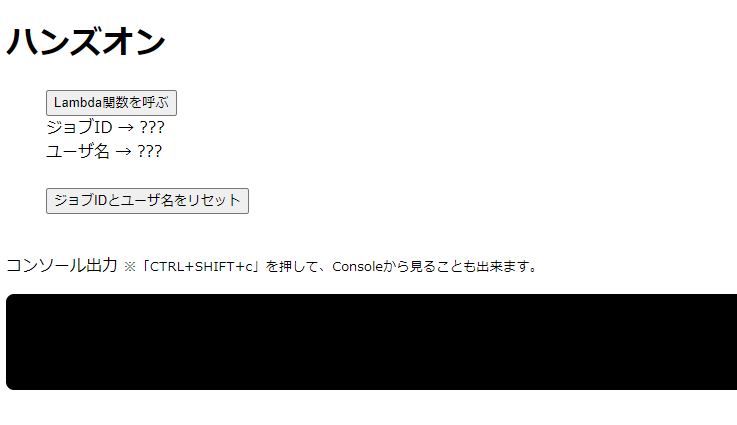 ハンズオン
Lambda関数を呼ぶ
ジョブID → ???
ユーザ名 → ???
ジョブIDとユーザ名をリセット
コンソール出力 ※「CTRL+SHIFT+c」を押して、Consoleから見ることも出来ます。